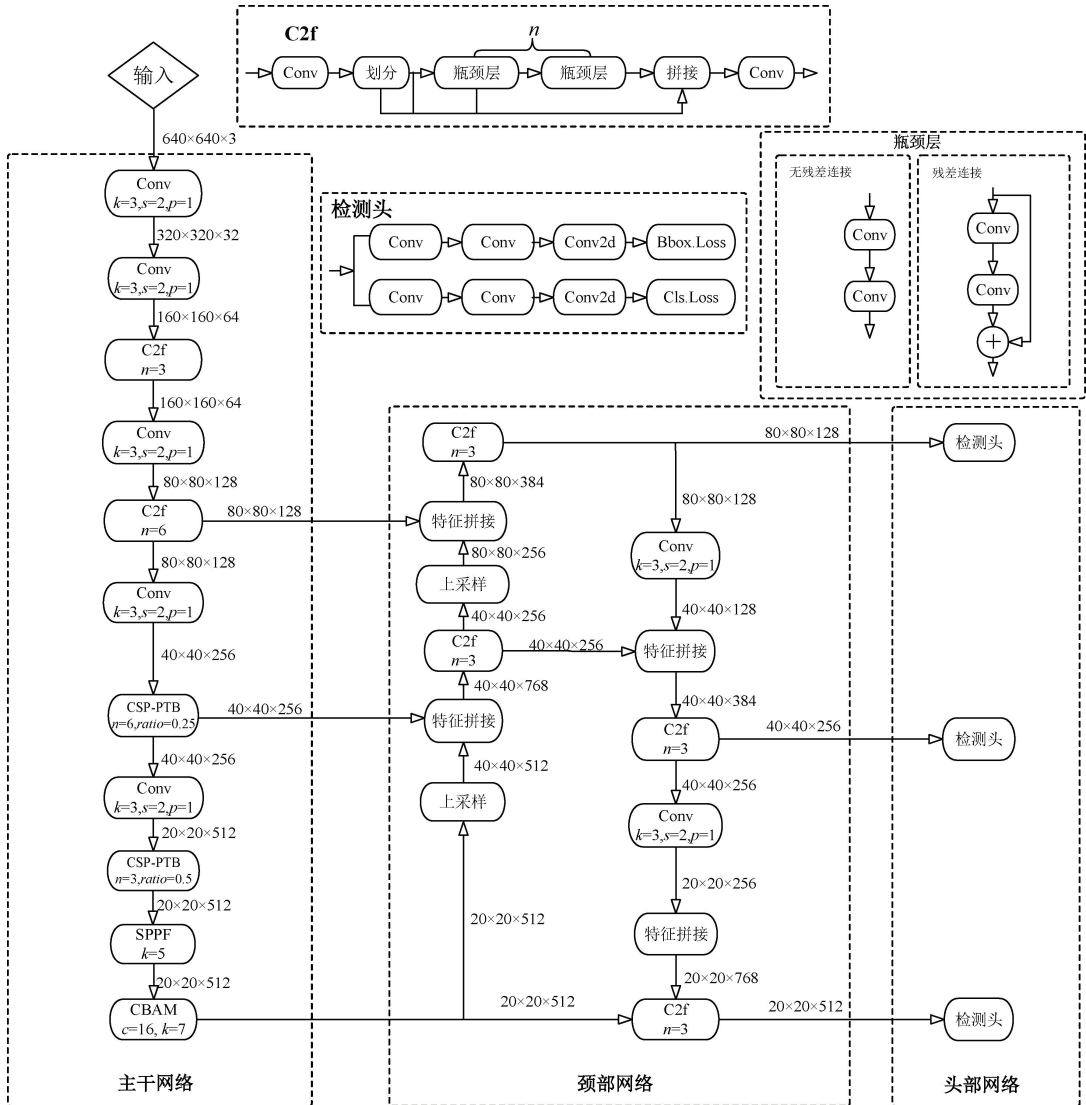 C2f
n
Conv
划分
瓶颈层
瓶颈层
拼接
Conv
输入
640×640×3
瓶颈层
无残差连接
Conv
Conv
残差连接
Conv
Conv
+
检测头
Conv
Conv
Conv2d
Bbox.Loss
Conv
Conv
Conv2d
Cls.Loss
Conv
k=3,s=2,p=1
320×320×32
Conv
k=3,s=2,p=1
160×160×64
C2f
n=3
160×160×64
Conv
k=3,s=2,p=1
80×80×128
C2f
n=6
80×80×128
80×80×128
Conv
k=3,s=2,p=1
40×40×256
CSP-PTB
n=6,ratio=0.25
40×40×256
40×40×256
Conv
k=3,s=2,p=1
20×20×512
CSP-PTB
n=3,ratio=0.5
20×20×512
SPPF
k=5
20×20×512
CBAM
c=16, k=7
主干网络
C2f
n=3
80×80×128
80×80×384
特征拼接
80×80×256
上采样
40×40×256
C2f
n=3
40×40×256
40×40×768
特征拼接
40×40×512
上采样
20×20×512
20×20×512
80×80×128
Conv
k=3,s=2,p=1
40×40×128
特征拼接
40×40×384
C2f
n=3
40×40×256
40×40×256
Conv
k=3,s=2,p=1
20×20×256
特征拼接
20×20×768
C2f
n=3
20×20×512
颈部网络
检测头
检测头
检测头
头部网络